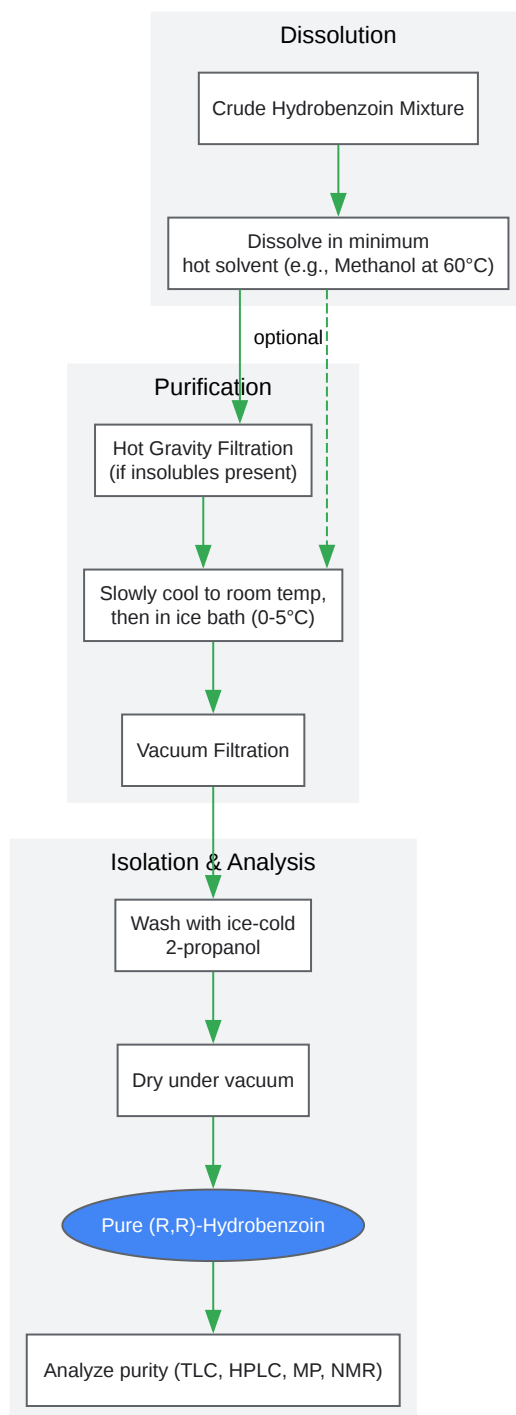 Dissolution
Crude Hydrobenzoin Mixture
Dissolve in minimum
hot solvent (e.g., Methanol at 60°C)
optional
Purification
Hot Gravity Filtration
(if insolubles present)
Slowly cool to room temp,
then in ice bath (0-5°C)
Vacuum Filtration
Isolation & Analysis
Wash with ice-cold
2-propanol
Dry under vacuum
Pure (R,R)-Hydrobenzoin
Analyze purity (TLC, HPLC, MP, NMR)